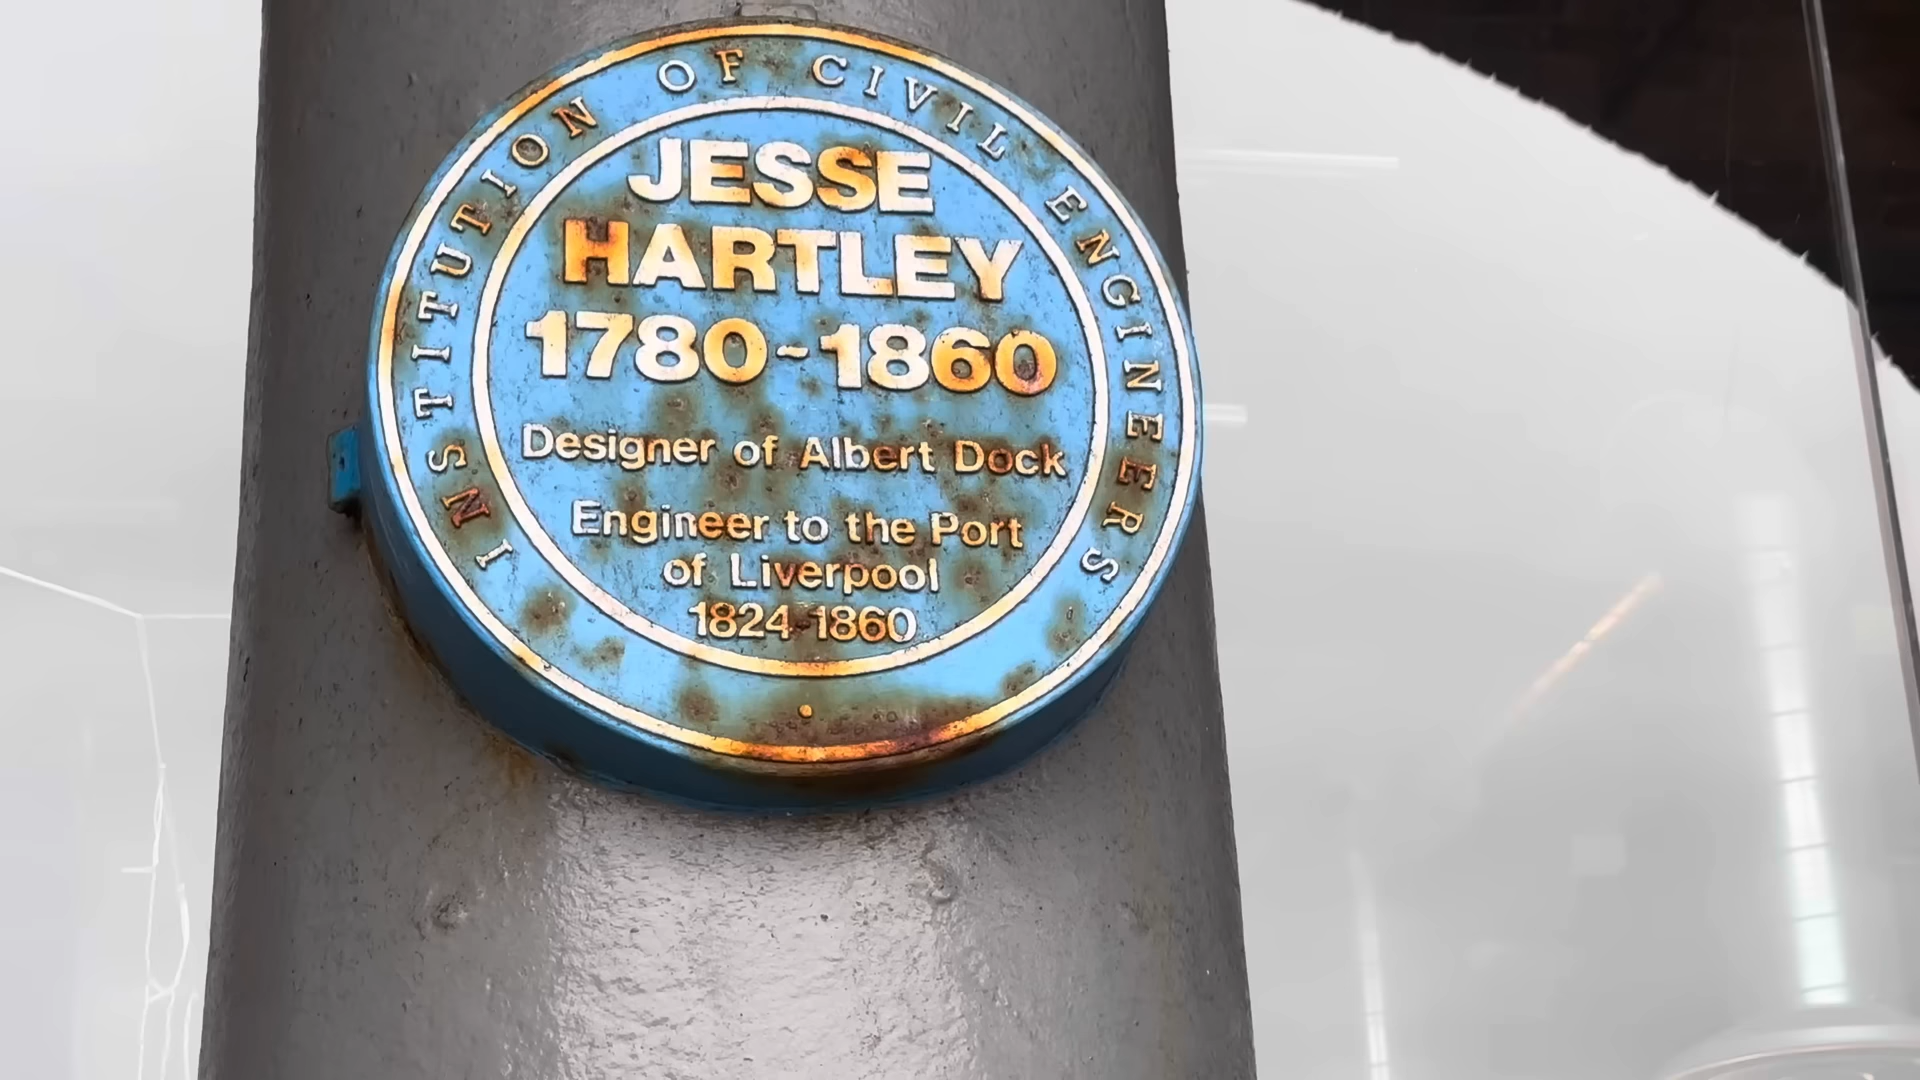 INSTITUTION OF CIVIL ENGINEERS
JESSE
HARTLEY
1780-1860
Designer of Albert Dock
Engineer to the Port
of Liverpool
1824-1860